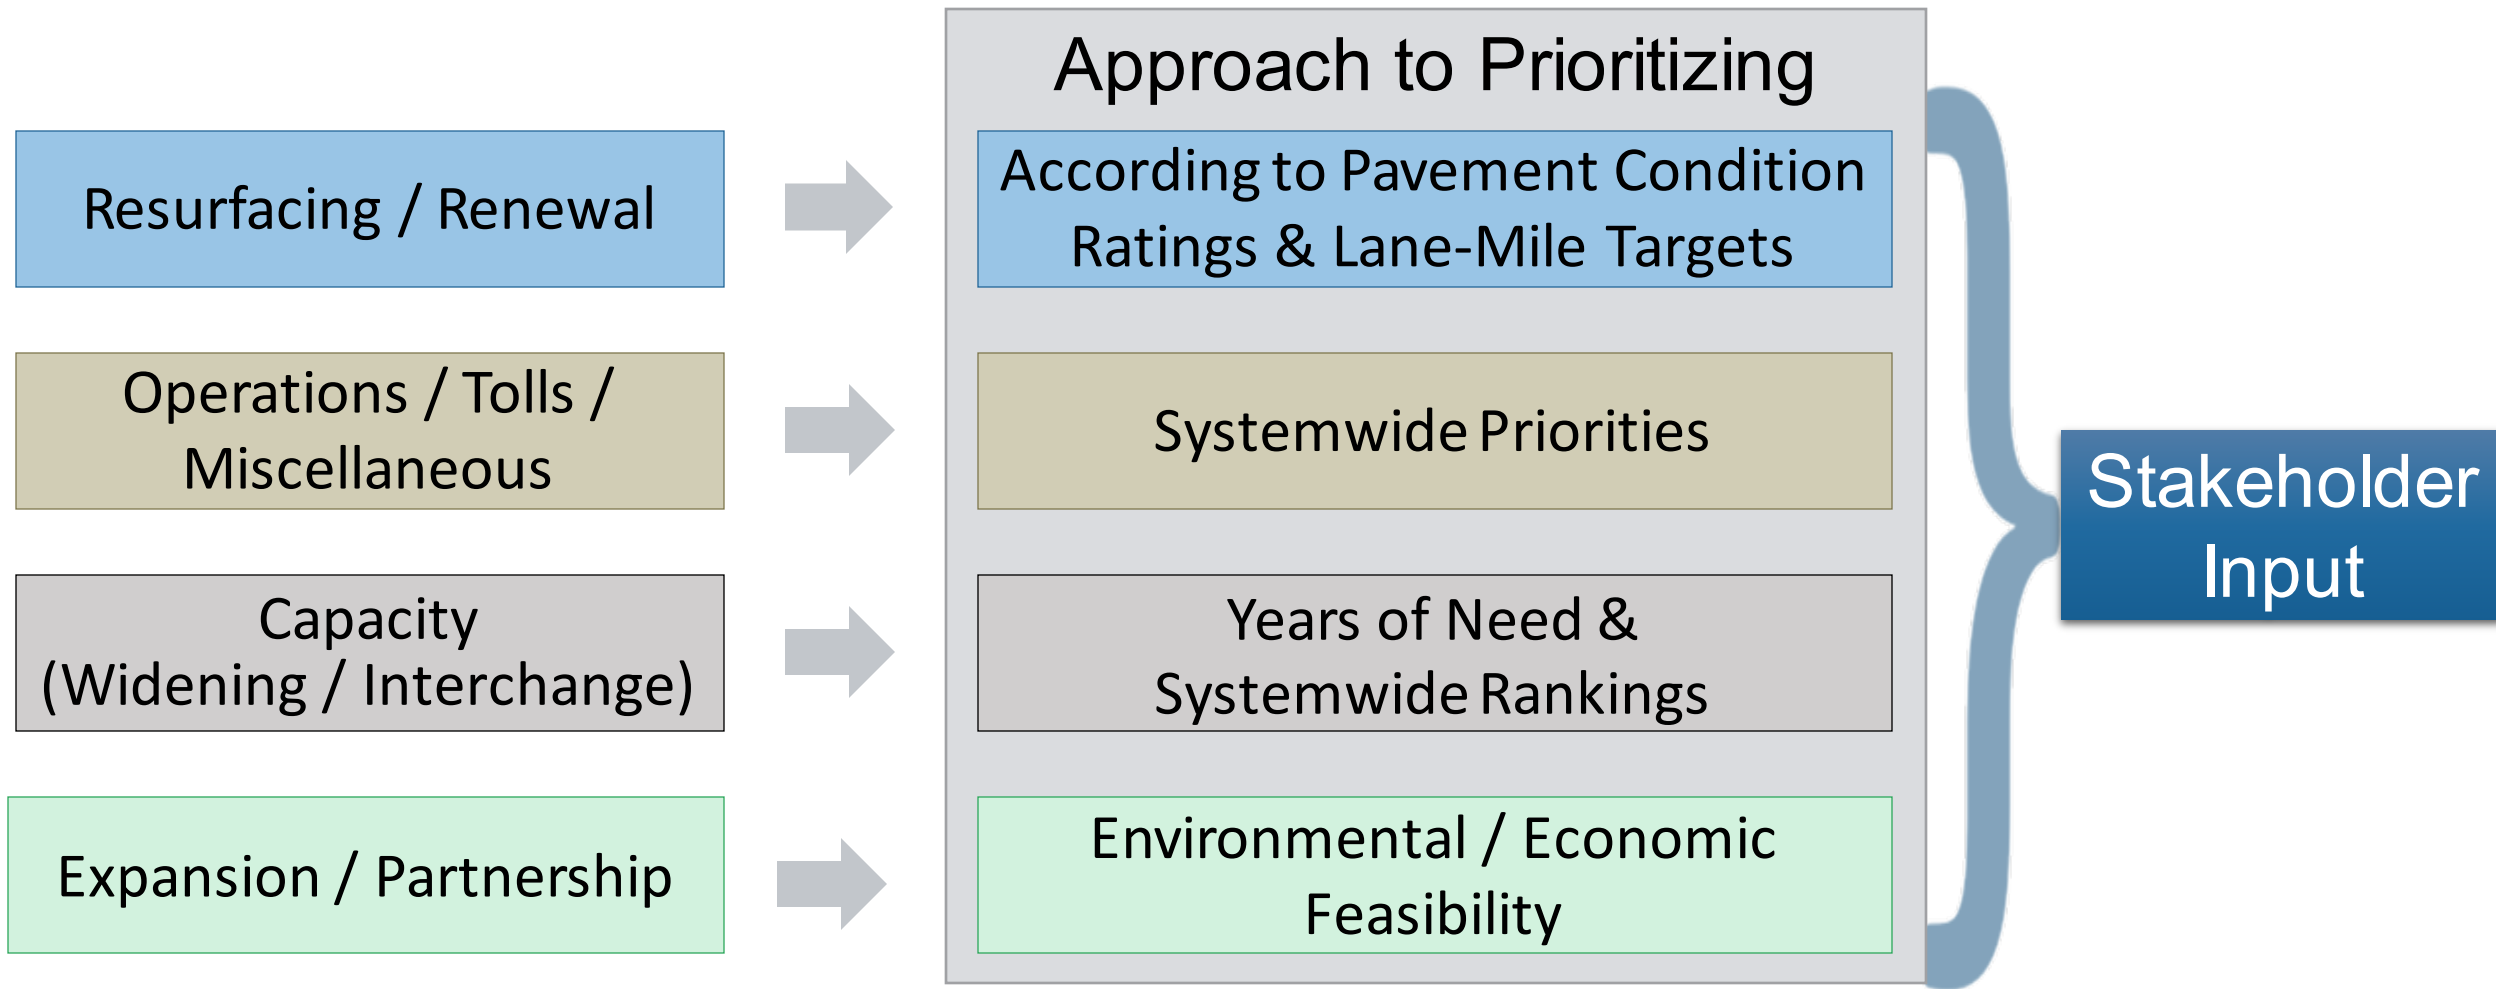 Approach to Prioritizing
Resurfacing / Renewal
According to Pavement Condition
Ratings & Lane-Mile Targets
Operations / Tolls /
Miscellaneous
Systemwide Priorities
Capacity
(Widening / Interchange)
Years of Need &
Systemwide Rankings
Expansion / Partnership
Environmental / Economic
Feasibility
Stakeholder
Input